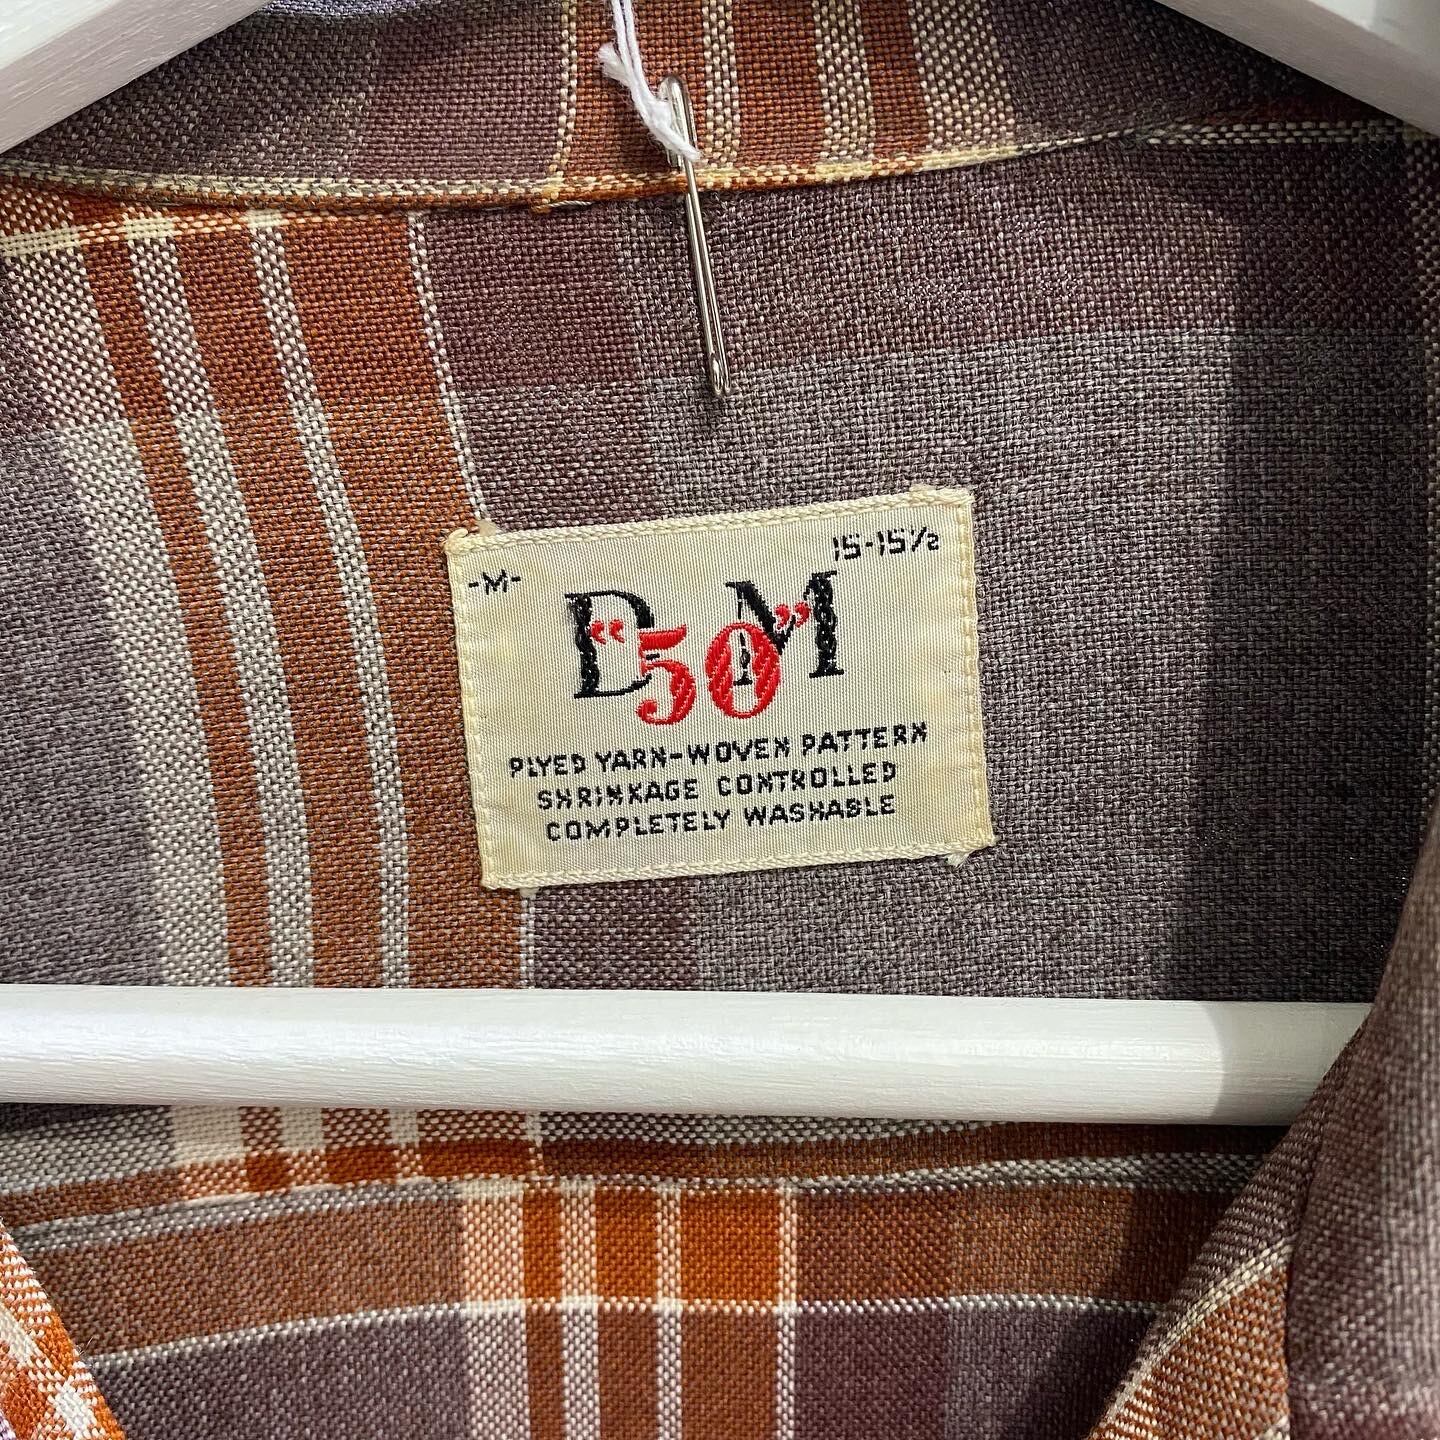 -M- 15-15½
D-M
"50"
PLYED YARN-WOVEN PATTERN
SHRINKAGE CONTROLLED
COMPLETELY WASHABLE